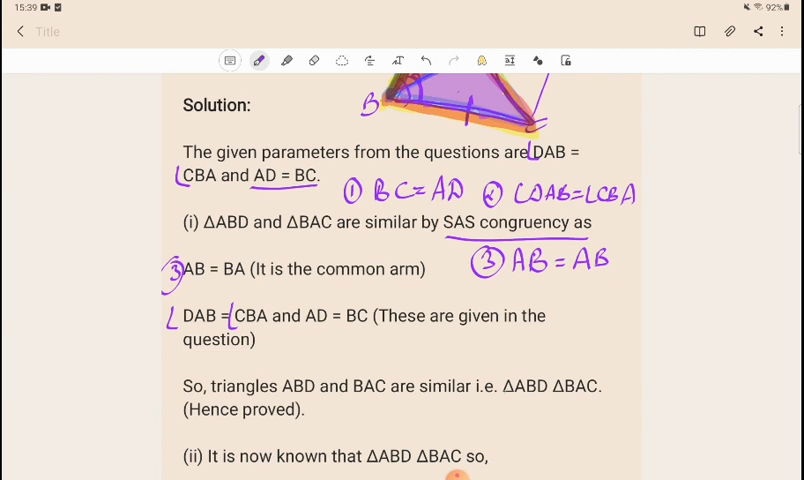 15:39
92%
Title
B
C
Solution:
The given parameters from the questions are ∠DAB =
∠CBA and AD = BC.
① BC = AD ② ∠DAB = ∠CBA
(i) ΔABD and ΔBAC are similar by SAS congruency as
③ AB = BA (It is the common arm)
③ AB = AB
∠DAB = ∠CBA and AD = BC (These are given in the
question)
So, triangles ABD and BAC are similar i.e. ΔABD ΔBAC.
(Hence proved).
(ii) It is now known that ΔABD ΔBAC so,